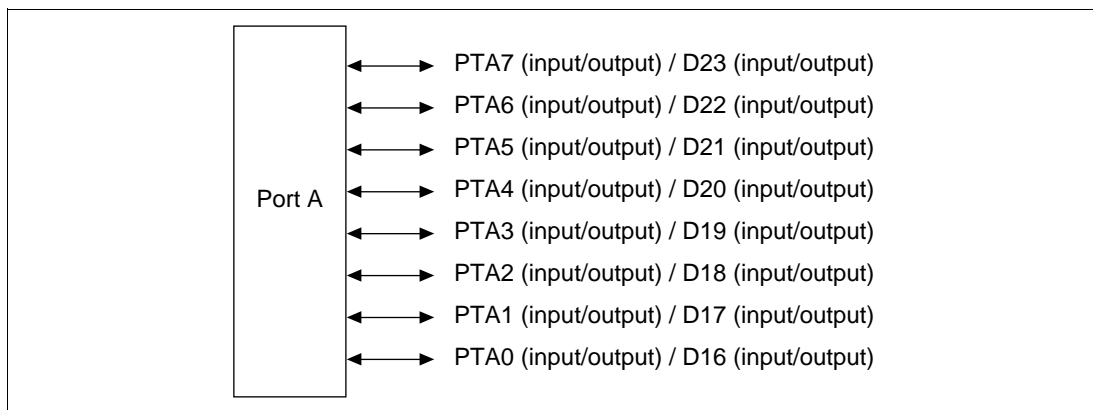 PTA7 (input/output) / D23 (input/output)
PTA6 (input/output) / D22 (input/output)
PTA5 (input/output) / D21 (input/output)
PTA4 (input/output) / D20 (input/output)
Port A
PTA3 (input/output) / D19 (input/output)
PTA2 (input/output) / D18 (input/output)
PTA1 (input/output) / D17 (input/output)
PTA0 (input/output) / D16 (input/output)